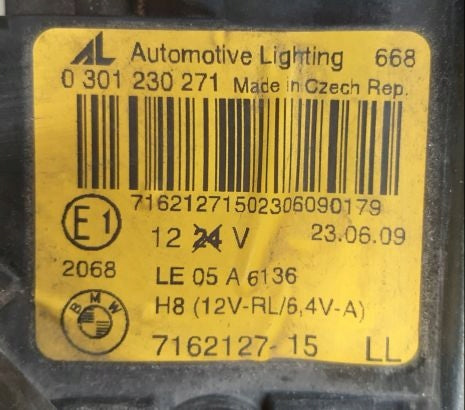 AL Automotive Lighting 668
0 301 230 271 Made in Czech Rep.
71621271502306090179
E1 12 24 V 23.06.09
2068 LE 05 A 6136
BMW H8 (12V-RL/6,4V-A)
7162127-15 LL